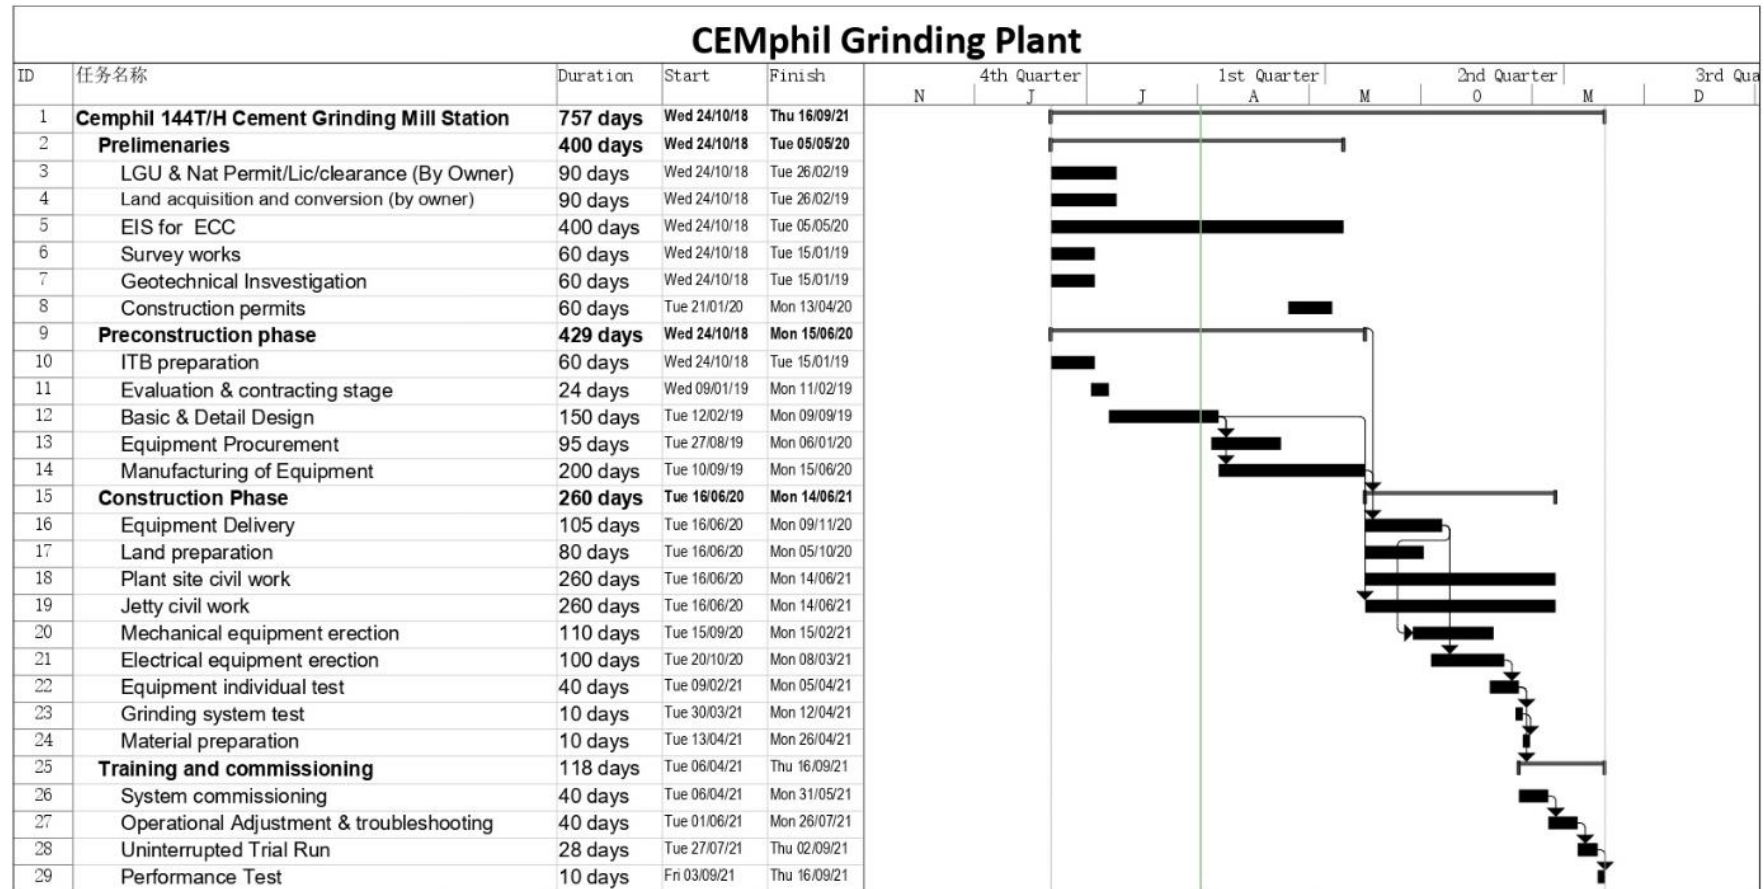 CEMphil Grinding Plant
ID 任务名称 Duration Start Finish 4th Quarter 1st Quarter 2nd Quarter 3rd Qua
N J J A M O M D
1 Cemphil 144T/H Cement Grinding Mill Station 757 days Wed 24/10/18 Thu 16/09/21
2 Prelimenaries 400 days Wed 24/10/18 Tue 05/05/20
3 LGU & Nat Permit/Lic/clearance (By Owner) 90 days Wed 24/10/18 Tue 26/02/19
4 Land acquisition and conversion (by owner) 90 days Wed 24/10/18 Tue 26/02/19
5 EIS for ECC 400 days Wed 24/10/18 Tue 05/05/20
6 Survey works 60 days Wed 24/10/18 Tue 15/01/19
7 Geotechnical Insvestigation 60 days Wed 24/10/18 Tue 15/01/19
8 Construction permits 60 days Tue 21/01/20 Mon 13/04/20
9 Preconstruction phase 429 days Wed 24/10/18 Mon 15/06/20
10 ITB preparation 60 days Wed 24/10/18 Tue 15/01/19
11 Evaluation & contracting stage 24 days Wed 09/01/19 Mon 11/02/19
12 Basic & Detail Design 150 days Tue 12/02/19 Mon 09/09/19
13 Equipment Procurement 95 days Tue 27/08/19 Mon 06/01/20
14 Manufacturing of Equipment 200 days Tue 10/09/19 Mon 15/06/20
15 Construction Phase 260 days Tue 16/06/20 Mon 14/06/21
16 Equipment Delivery 105 days Tue 16/06/20 Mon 09/11/20
17 Land preparation 80 days Tue 16/06/20 Mon 05/10/20
18 Plant site civil work 260 days Tue 16/06/20 Mon 14/06/21
19 Jetty civil work 260 days Tue 16/06/20 Mon 14/06/21
20 Mechanical equipment erection 110 days Tue 15/09/20 Mon 15/02/21
21 Electrical equipment erection 100 days Tue 20/10/20 Mon 08/03/21
22 Equipment individual test 40 days Tue 09/02/21 Mon 05/04/21
23 Grinding system test 10 days Tue 30/03/21 Mon 12/04/21
24 Material preparation 10 days Tue 13/04/21 Mon 26/04/21
25 Training and commissioning 118 days Tue 06/04/21 Thu 16/09/21
26 System commissioning 40 days Tue 06/04/21 Mon 31/05/21
27 Operational Adjustment & troubleshooting 40 days Tue 01/06/21 Mon 26/07/21
28 Uninterrupted Trial Run 28 days Tue 27/07/21 Thu 02/09/21
29 Performance Test 10 days Fri 03/09/21 Thu 16/09/21